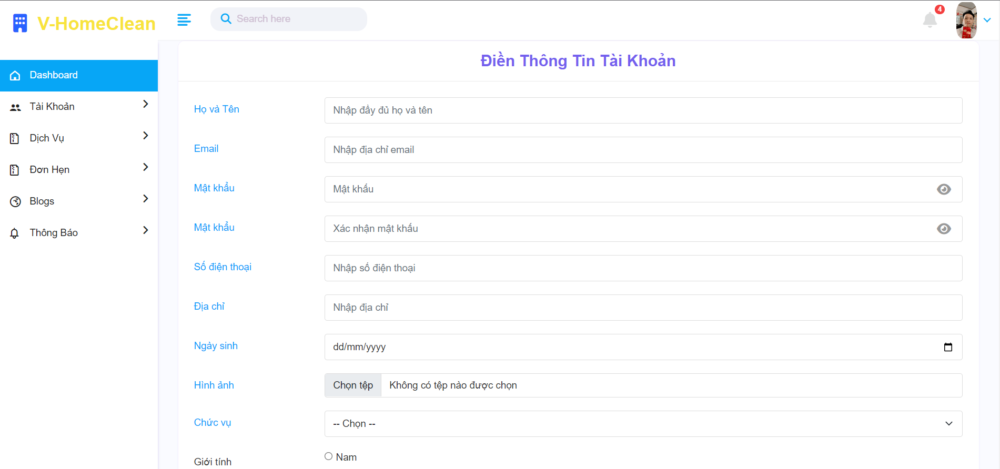 V-HomeClean
Search here
4
Điền Thông Tin Tài Khoản
Dashboard
Tài Khoản
Dịch Vụ
Đơn Hẹn
Blogs
Thông Báo
Họ và Tên
Nhập đầy đủ họ và tên
Email
Nhập địa chỉ email
Mật khẩu
Mật khẩu
Mật khẩu
Xác nhận mật khẩu
Số điện thoại
Nhập số điện thoại
Địa chỉ
Nhập địa chỉ
Ngày sinh
dd/mm/yyyy
Hình ảnh
Chọn tệp Không có tệp nào được chọn
Chức vụ
-- Chọn --
Giới tính
Nam